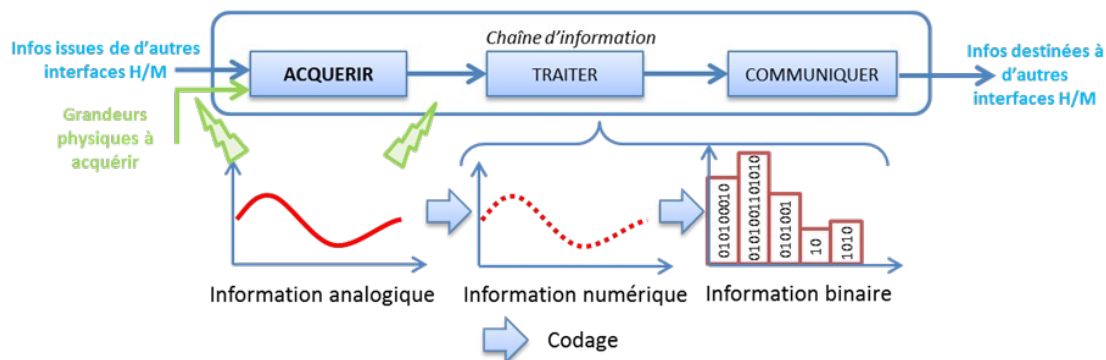 Chaîne d'information
Infos issues de d'autres
interfaces H/M
ACQUERIR
TRAITER
COMMUNIQUER
Infos destinées à
d'autres
interfaces H/M
Grandeurs
physiques à
acquérir
01010010
0101001101010
0101001
10
1010
Information analogique
Information numérique
Information binaire
Codage